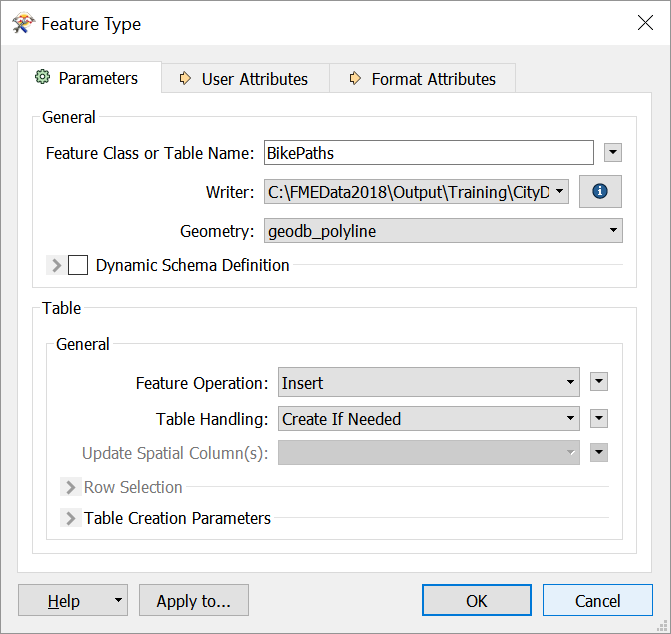 Feature Type
Parameters User Attributes Format Attributes
General
Feature Class or Table Name: BikePaths
Writer: C:\FMEData2018\Output\Training\CityD
Geometry: geodb_polyline
Dynamic Schema Definition
Table
General
Feature Operation: Insert
Table Handling: Create If Needed
Update Spatial Column(s):
Row Selection
Table Creation Parameters
Help Apply to... OK Cancel